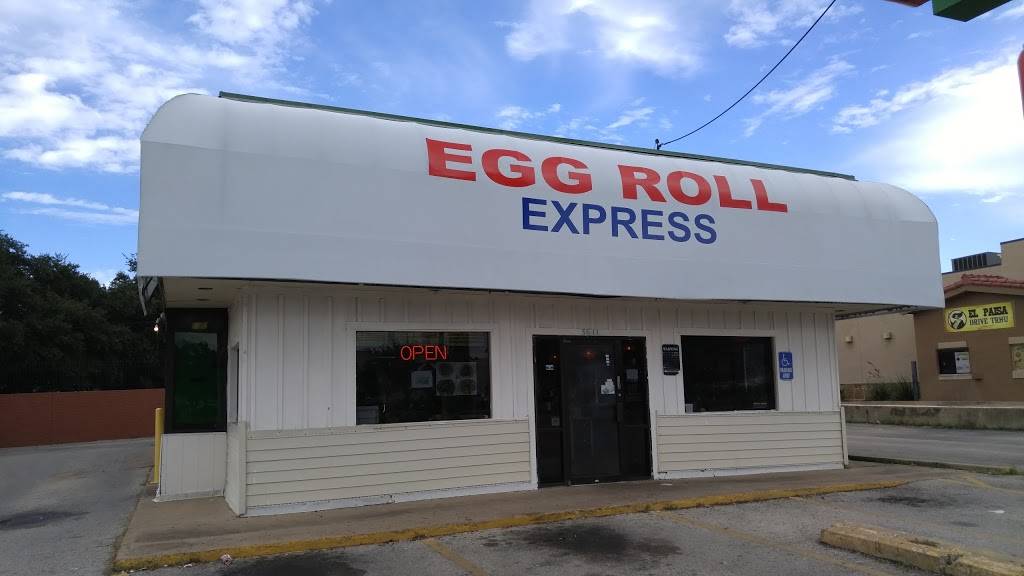 EGG ROLL
EXPRESS
OPEN
EL PAISA
DRIVE THRU